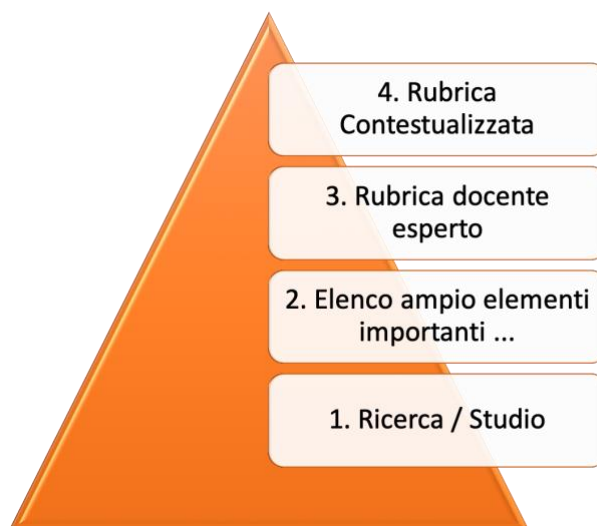 4. Rubrica
Contestualizzata
3. Rubrica docente
esperto
2. Elenco ampio elementi
importanti ...
1. Ricerca / Studio